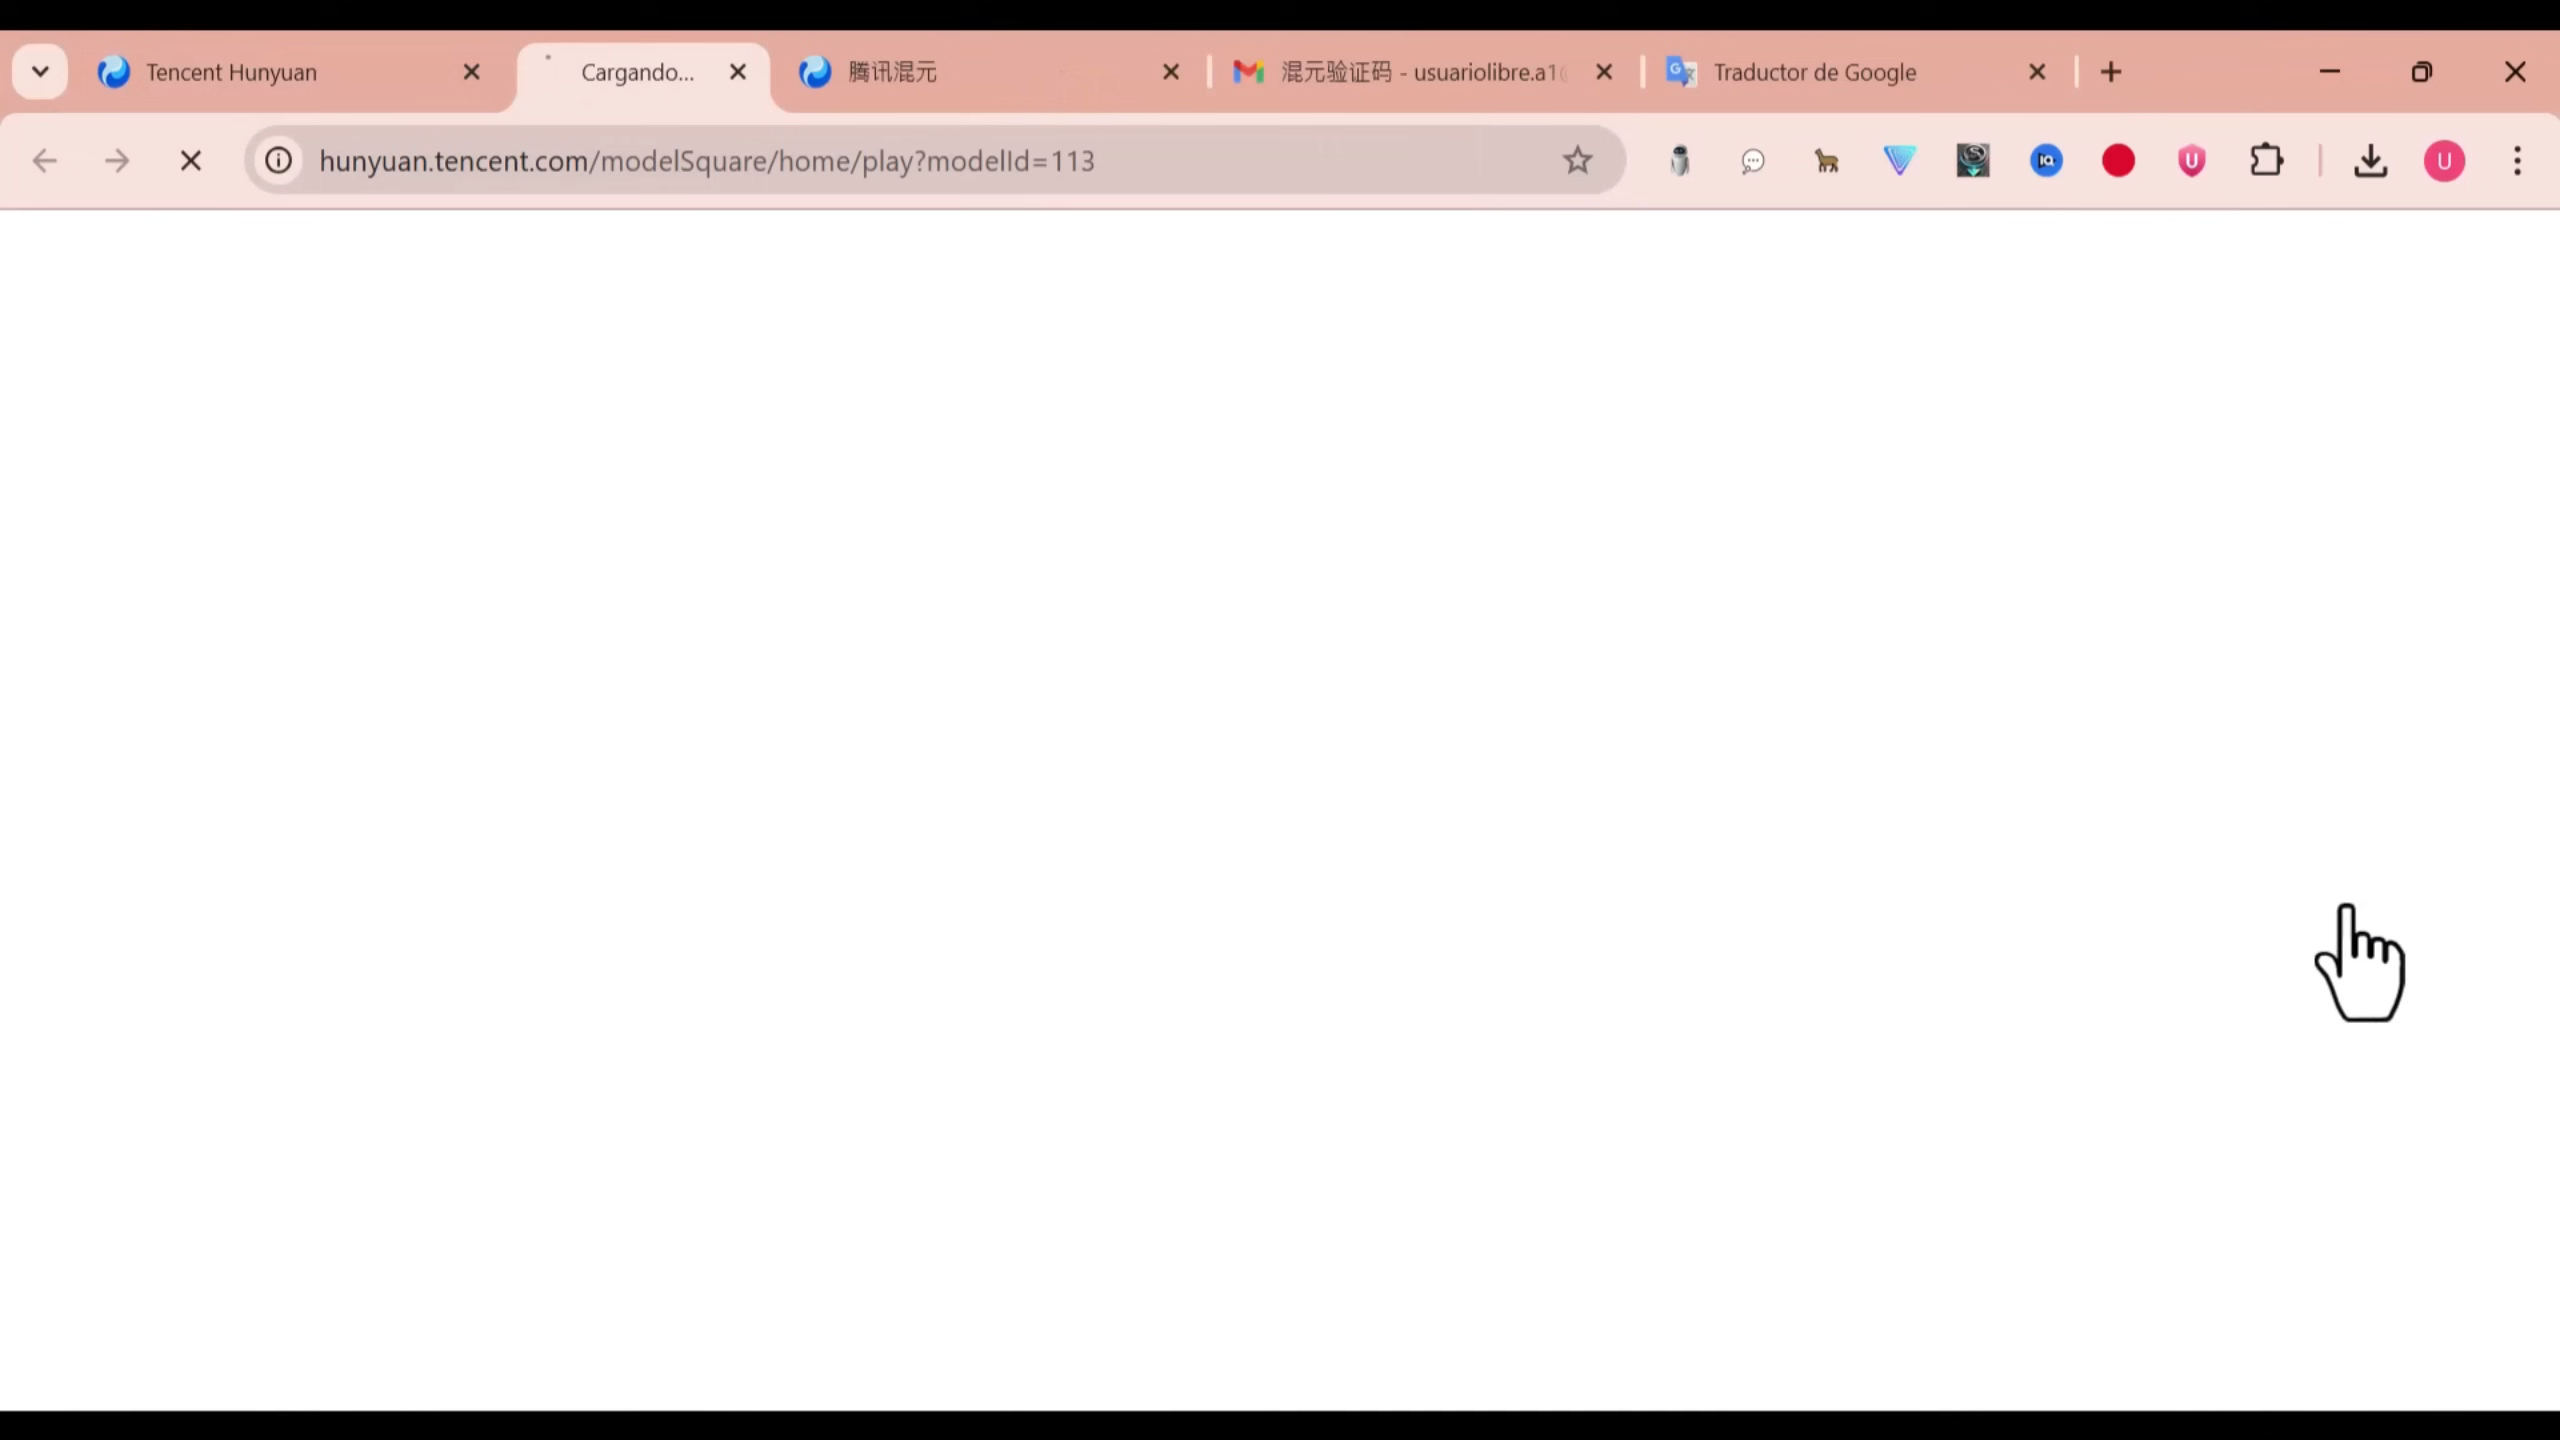 Tencent Hunyuan
Cargando...
腾讯混元
混元验证码 - usuariolibre.a1
Traductor de Google
hunyuan.tencent.com/modelSquare/home/play?modelId=113
U
U